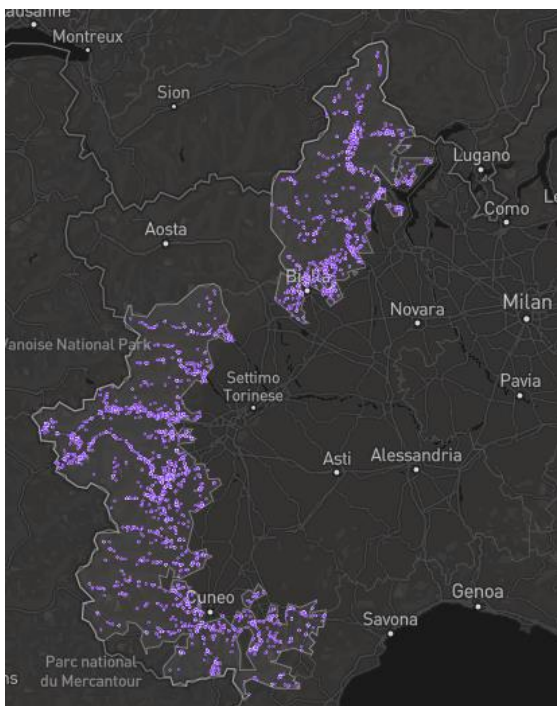 Montreux
Sion
Lugano
Como
Aosta
Biella
Milan
Novara
Vanoise National Park
Settimo
Torinese
Pavia
Asti
Alessandria
Cuneo
Genoa
Savona
Parc national
du Mercantour